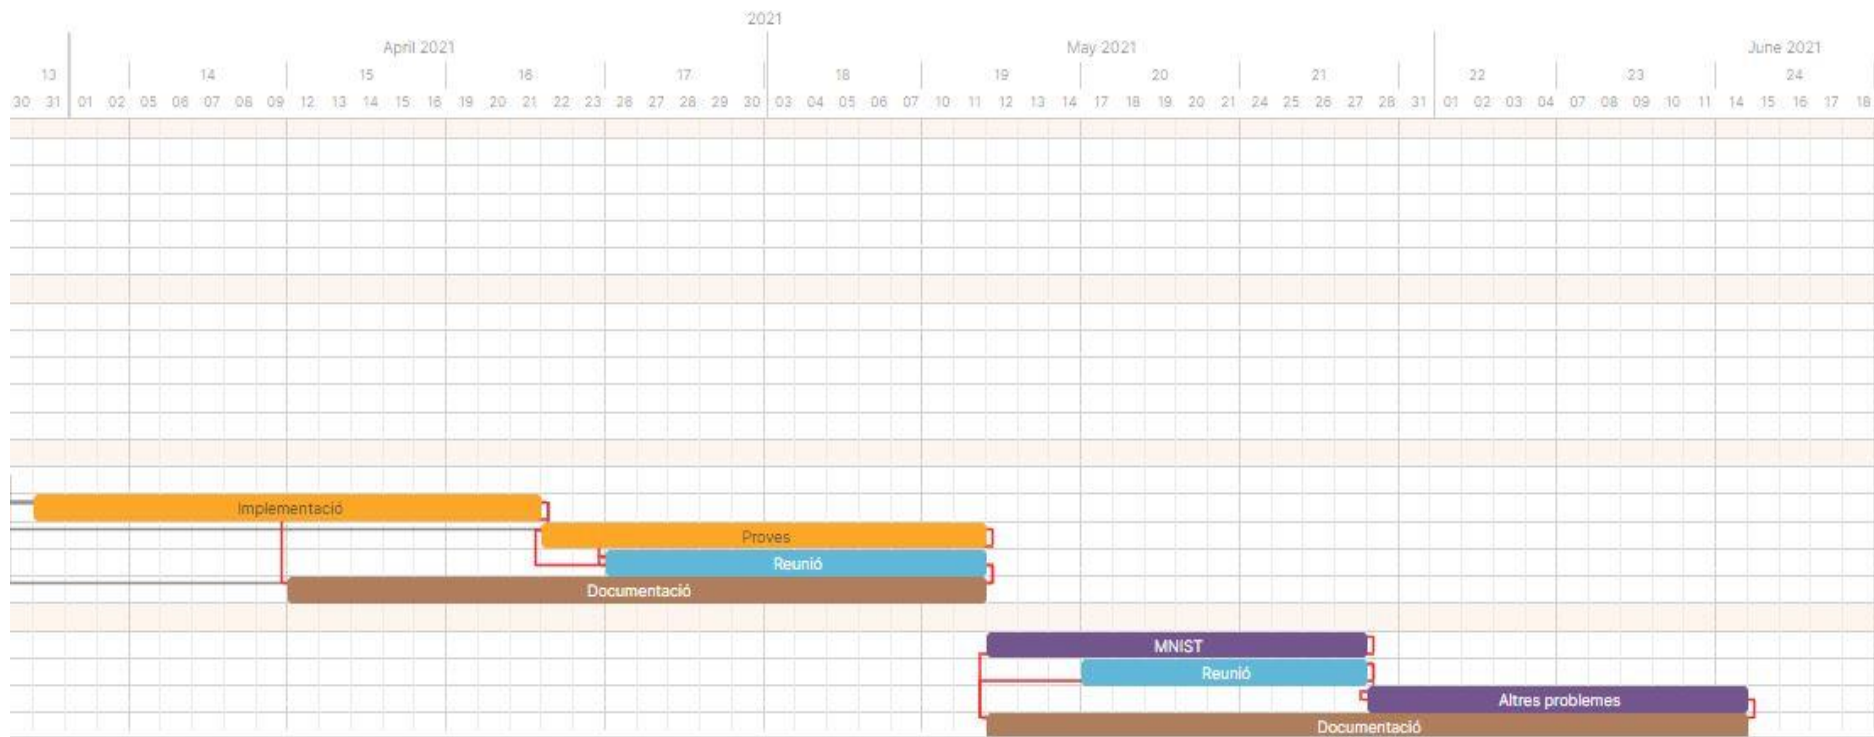 2021
April 2021 May 2021 June 2021
13 14 15 16 17 18 19 20 21 22 23 24
30 31 01 02 05 06 07 08 09 12 13 14 15 16 19 20 21 22 23 26 27 28 29 30 03 04 05 06 07 10 11 12 13 14 17 18 19 20 21 24 25 26 27 28 31 01 02 03 04 07 08 09 10 11 14 15 16 17 18
Implementació
Proves
Reunió
Documentació
MNIST
Reunió
Altres problemes
Documentació